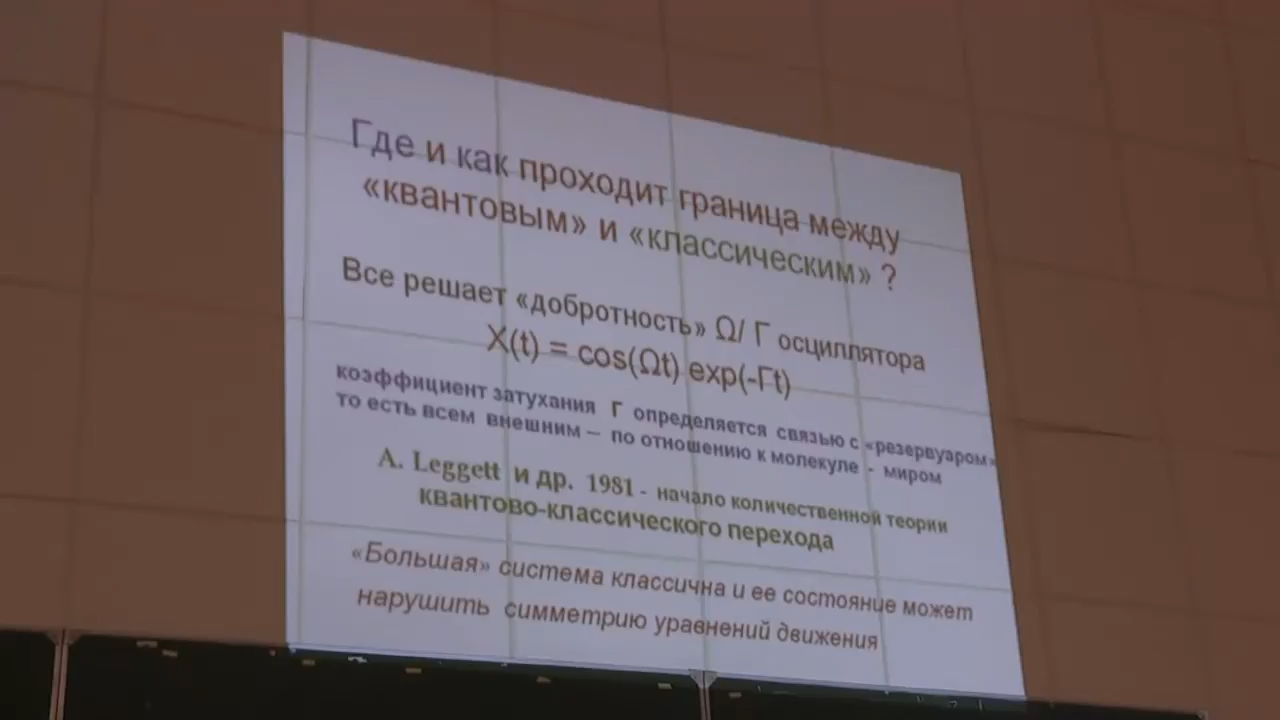 Где и как проходит граница между
«квантовым» и «классическим» ?
Все решает «добротность» Ω/ Г осциллятора
X(t) = cos(Ωt) exp(-Гt)
коэффициент затухания Г определяется связью с «резервуаром»
то есть всем внешним – по отношению к молекуле - миром
A. Leggett и др. 1981 - начало количественной теории
квантово-классического перехода
«Большая» система классична и ее состояние может
нарушить симметрию уравнений движения